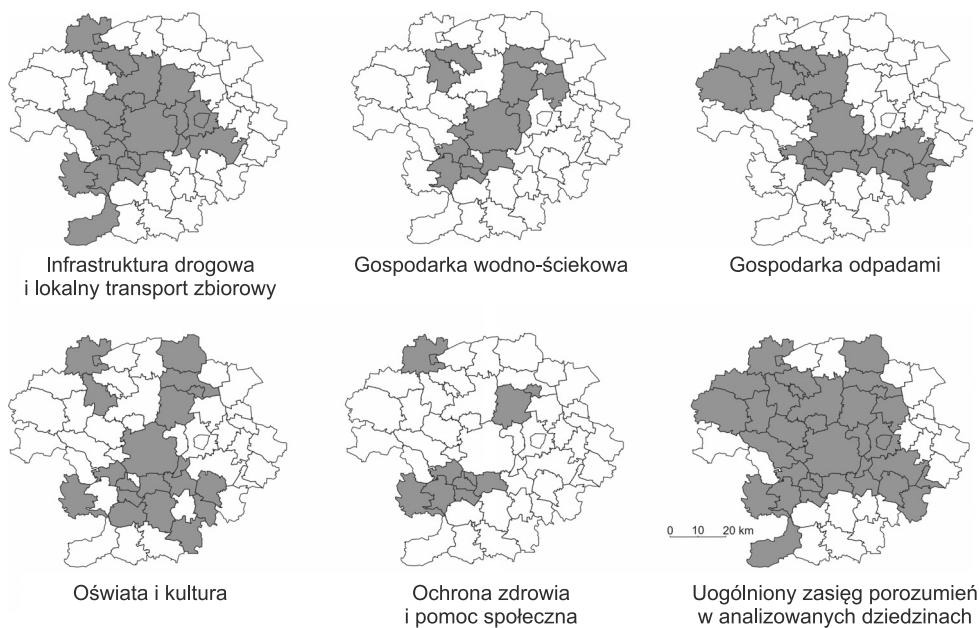 Infrastruktura drogowa
i lokalny transport zbiorowy
Gospodarka wodno-ściekowa
Gospodarka odpadami
0 10 20 km
Oświata i kultura
Ochrona zdrowia
i pomoc społeczna
Uogólniony zasięg porozumień
w analizowanych dziedzinach